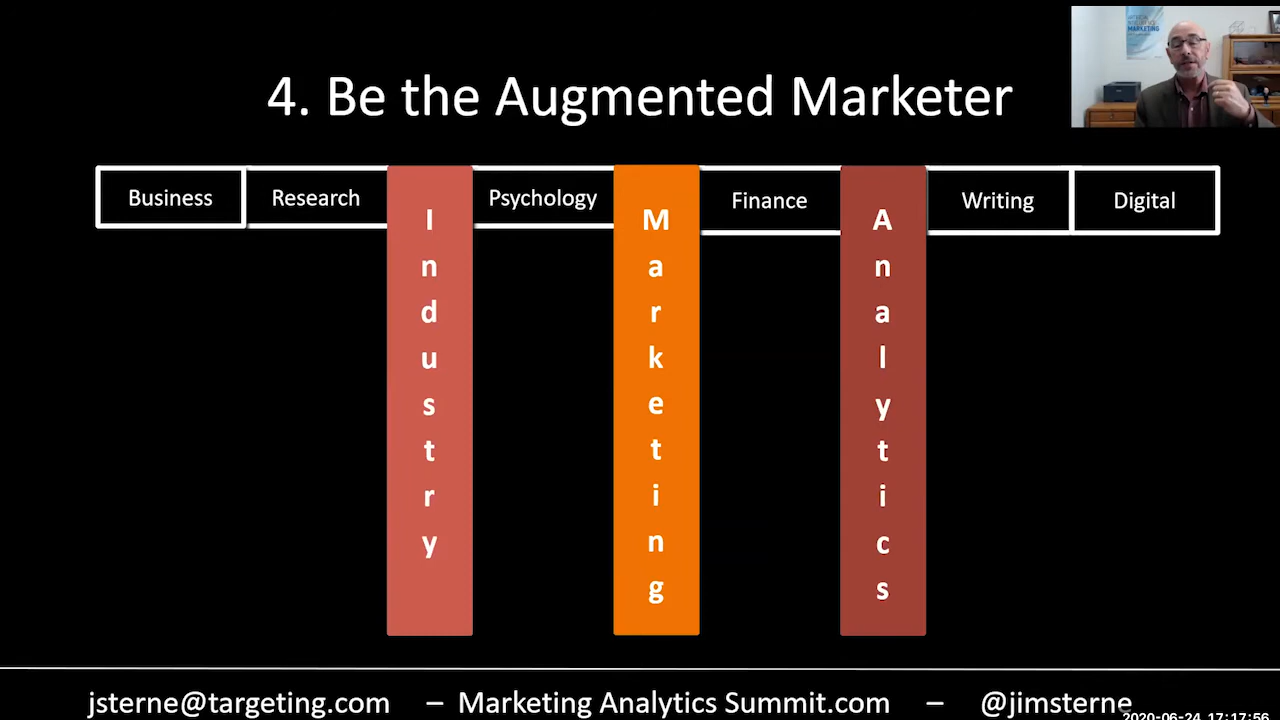 4. Be the Augmented Marketer
Business
Research
Industry
Psychology
Marketing
Finance
Analytics
Writing
Digital
jsterne@targeting.com – Marketing Analytics Summit.com – @jimsterne
2020-06-24 17:17:56
MARKETING